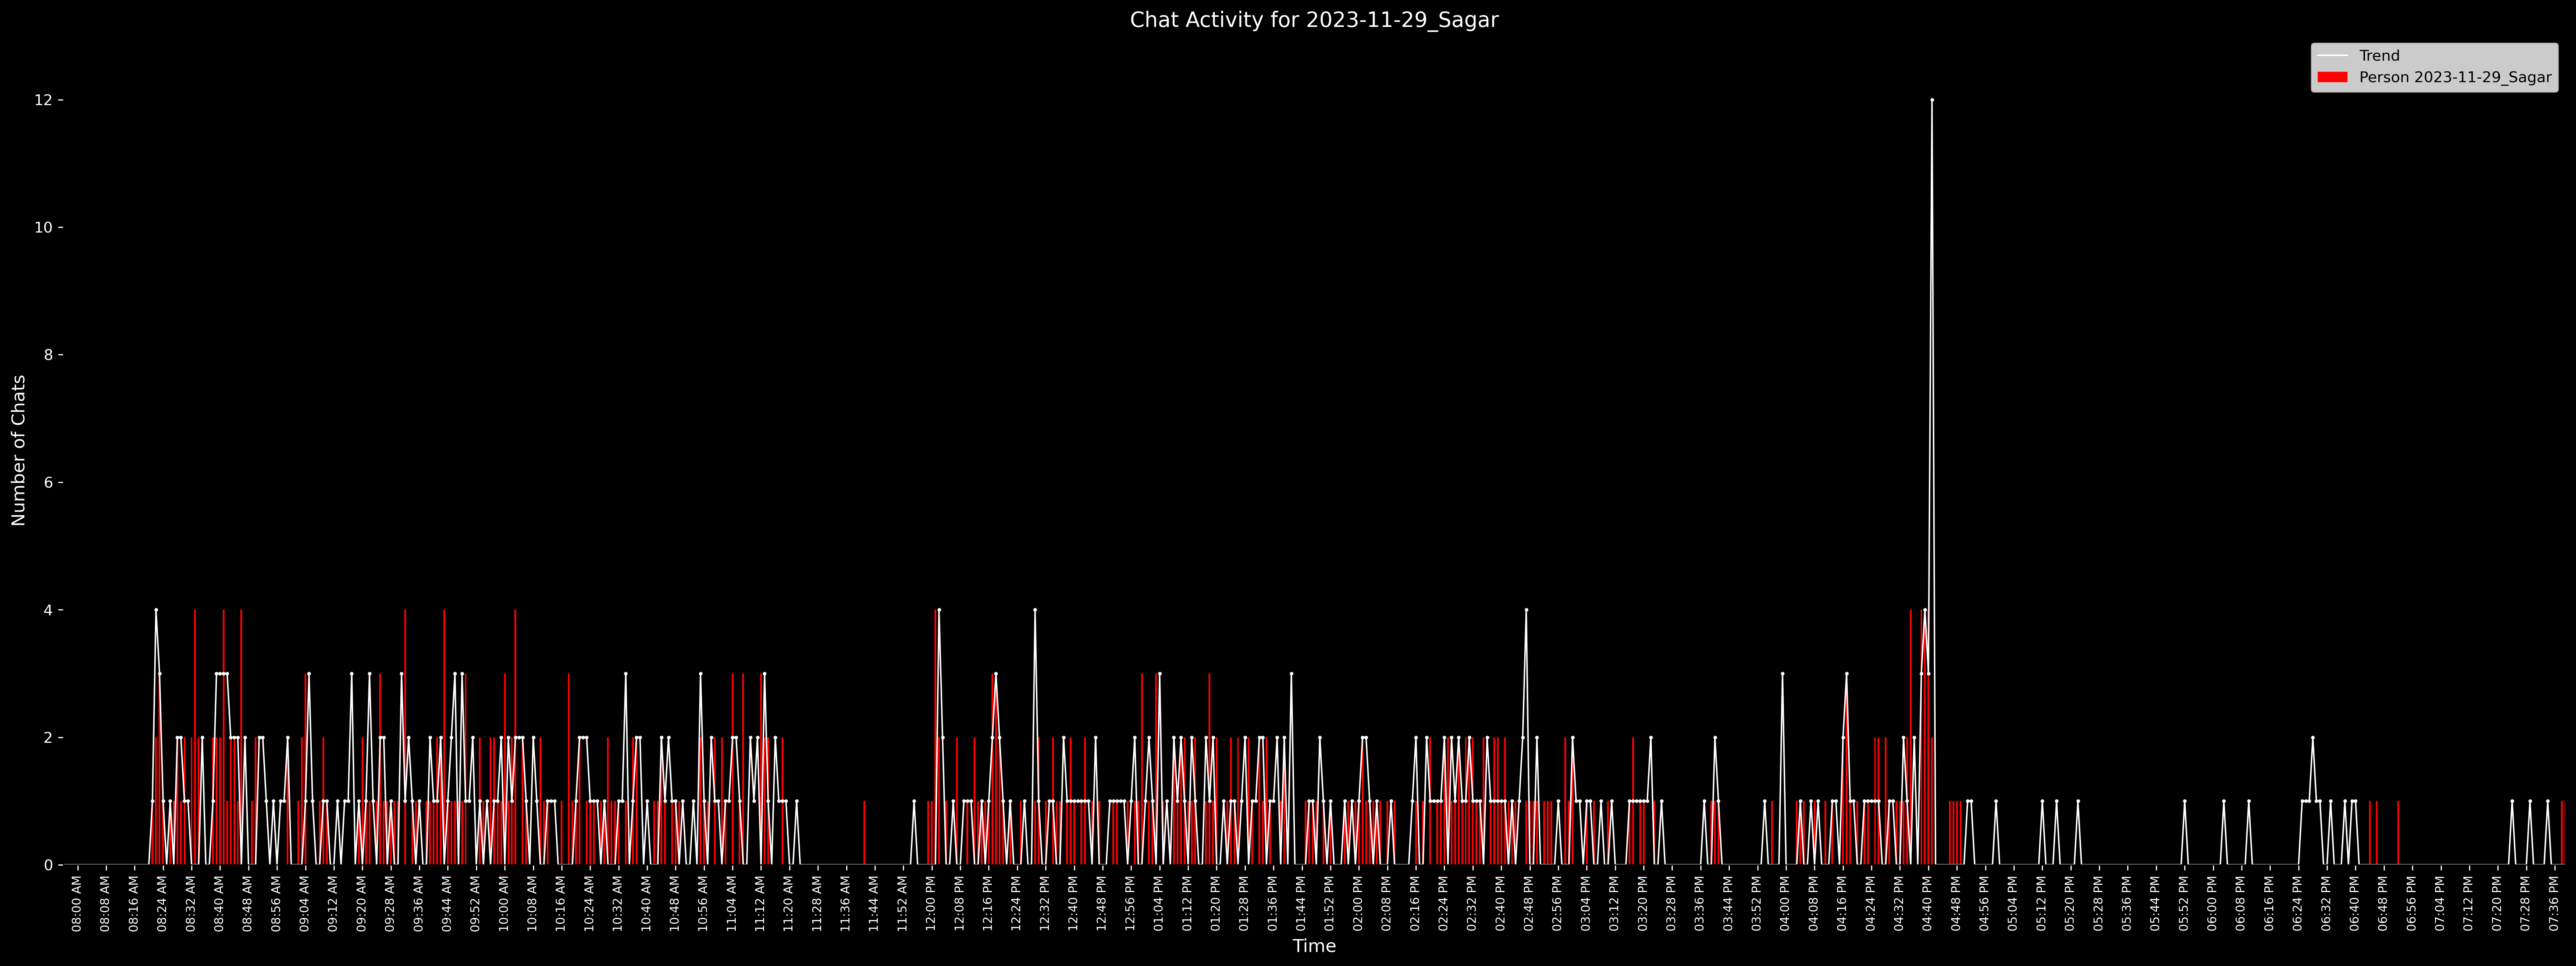 Chat Activity for 2023-11-29_Sagar
Trend
Person 2023-11-29_Sagar
12
10
8
6
4
2
0
Number of Chats
08:00 AM
08:08 AM
08:16 AM
08:24 AM
08:32 AM
08:40 AM
08:48 AM
08:56 AM
09:04 AM
09:12 AM
09:20 AM
09:28 AM
09:36 AM
09:44 AM
09:52 AM
10:00 AM
10:08 AM
10:16 AM
10:24 AM
10:32 AM
10:40 AM
10:48 AM
10:56 AM
11:04 AM
11:12 AM
11:20 AM
11:28 AM
11:36 AM
11:44 AM
11:52 AM
12:00 PM
12:08 PM
12:16 PM
12:24 PM
12:32 PM
12:40 PM
12:48 PM
12:56 PM
01:04 PM
01:12 PM
01:20 PM
01:28 PM
01:36 PM
01:44 PM
01:52 PM
02:00 PM
02:08 PM
02:16 PM
02:24 PM
02:32 PM
02:40 PM
02:48 PM
02:56 PM
03:04 PM
03:12 PM
03:20 PM
03:28 PM
03:36 PM
03:44 PM
03:52 PM
04:00 PM
04:08 PM
04:16 PM
04:24 PM
04:32 PM
04:40 PM
04:48 PM
04:56 PM
05:04 PM
05:12 PM
05:20 PM
05:28 PM
05:36 PM
05:44 PM
05:52 PM
06:00 PM
06:08 PM
06:16 PM
06:24 PM
06:32 PM
06:40 PM
06:48 PM
06:56 PM
07:04 PM
07:12 PM
07:20 PM
07:28 PM
07:36 PM
Time